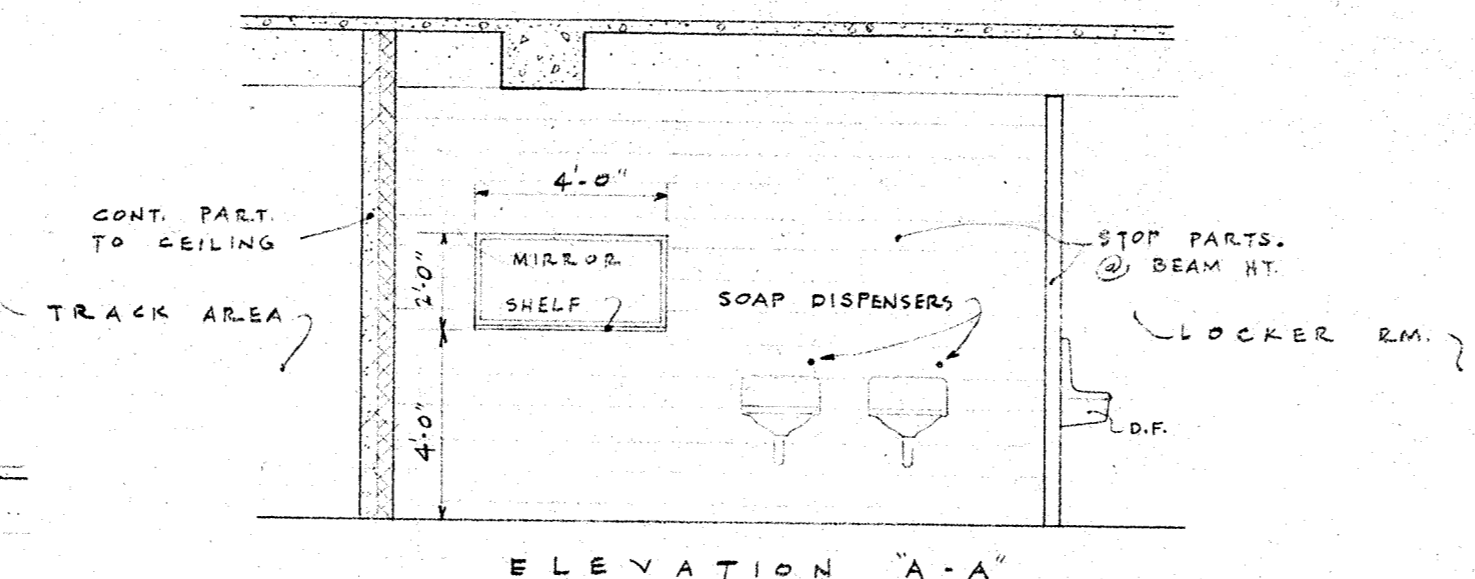 4'-0"
CONT. PART.
TO CEILING
TRACK AREA
2'-0"
MIRROR
SHELF
SOAP DISPENSERS
STOP PARTS.
@ BEAM HT.
LOCKER RM.
4'-0"
D.F.
ELEVATION "A-A"